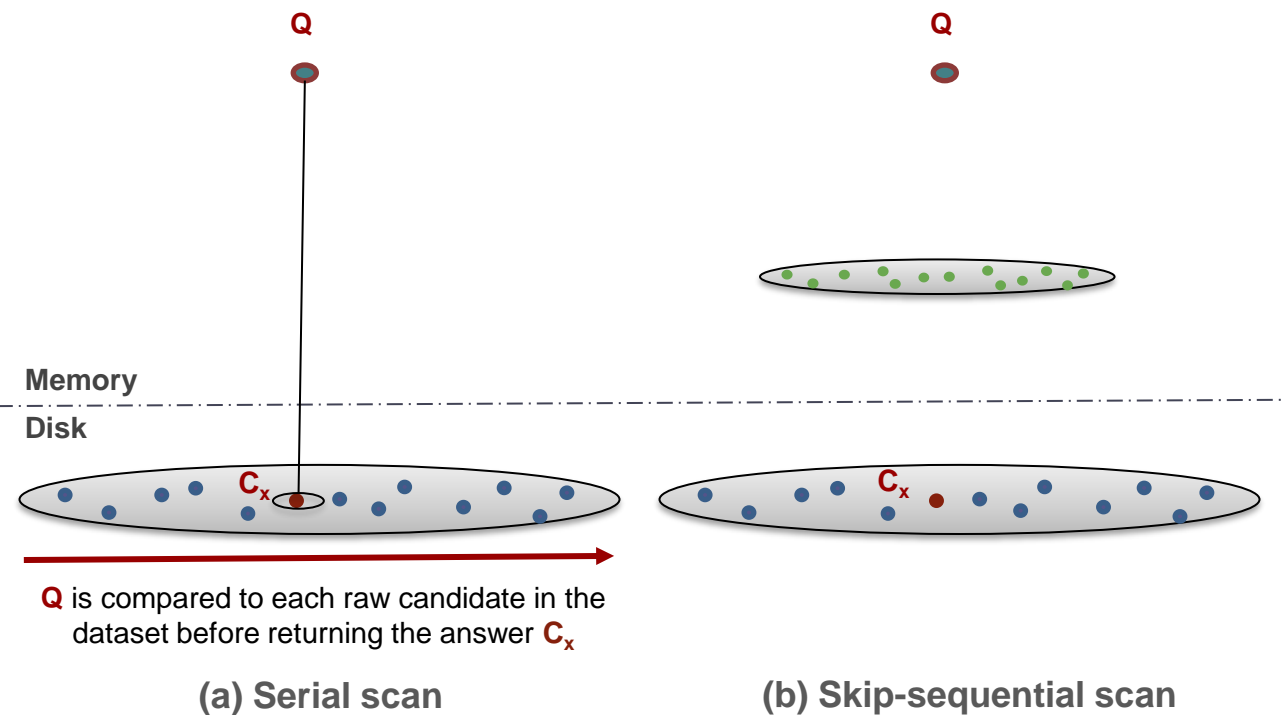 Q
Q
Memory
Disk
Cx
Cx
Q is compared to each raw candidate in the
dataset before returning the answer Cx
(a) Serial scan
(b) Skip-sequential scan